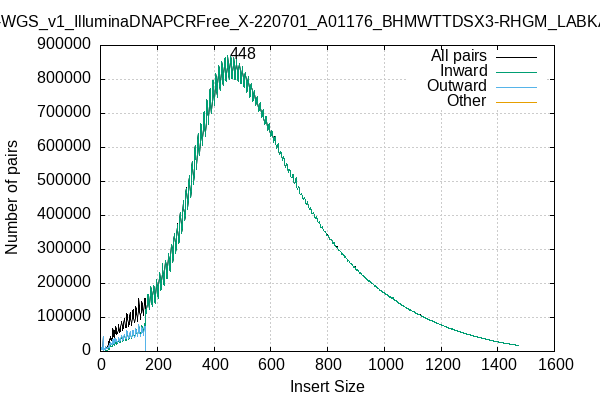 -WGS_v1_IlluminaDNAPCRFree_X-220701_A01176_BHMWTTDSX3-RHGM_LABKA
448
All pairs
Inward
Outward
Other
900000
800000
700000
600000
500000
400000
300000
200000
100000
0
Number of pairs
0 200 400 600 800 1000 1200 1400 1600
Insert Size